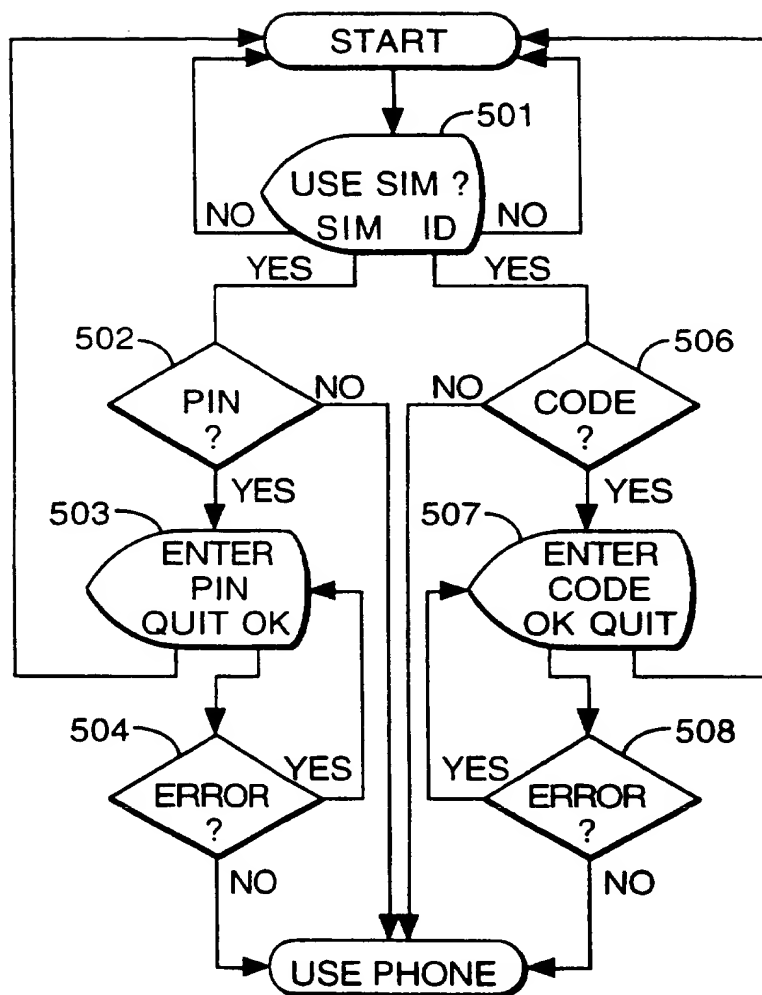 START
501
USE SIM ?
NO
SIM ID
NO
YES
YES
502
506
PIN
?
NO
NO
CODE
?
YES
YES
503
507
ENTER
PIN
QUIT OK
ENTER
CODE
OK QUIT
504
508
ERROR
?
YES
YES
ERROR
?
NO
NO
USE PHONE